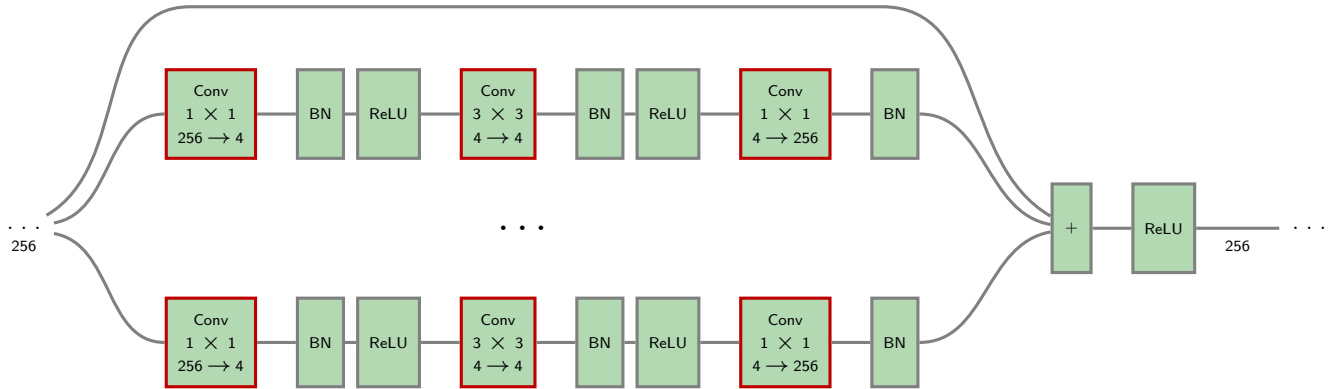 Conv
1 × 1
256 → 4
BN
ReLU
Conv
3 × 3
4 → 4
BN
ReLU
Conv
1 × 1
4 → 256
BN
. . .
256
. . .
+
ReLU
256
. . .
Conv
1 × 1
256 → 4
BN
ReLU
Conv
3 × 3
4 → 4
BN
ReLU
Conv
1 × 1
4 → 256
BN